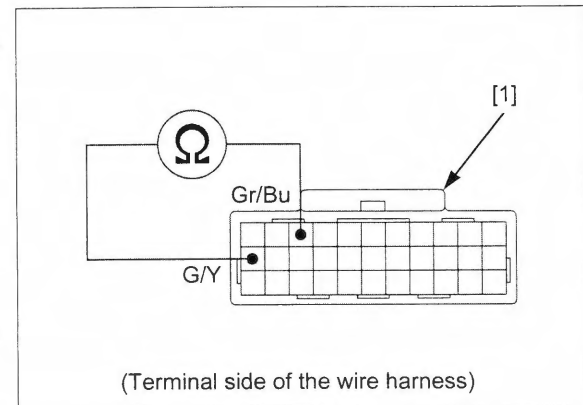 [1]
Ω
Gr/Bu
G/Y
(Terminal side of the wire harness)